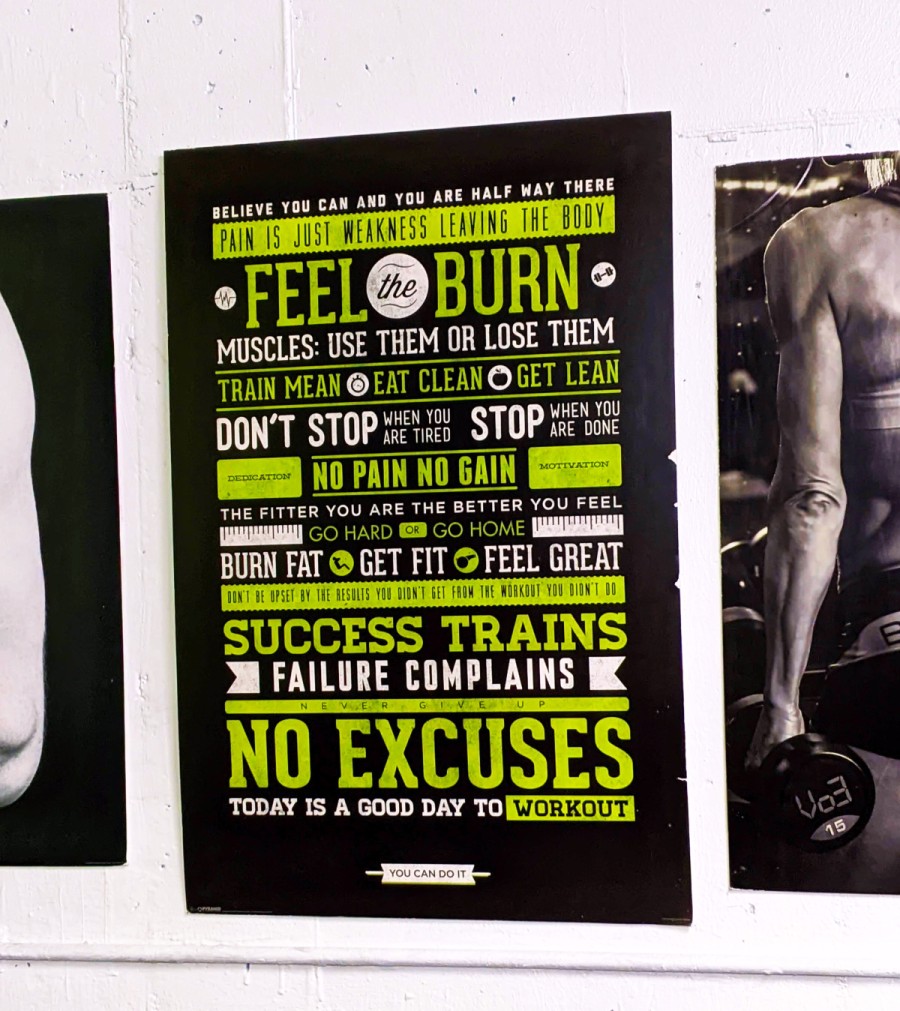 BELIEVE YOU CAN AND YOU ARE HALF WAY THERE
PAIN IS JUST WEAKNESS LEAVING THE BODY
FEEL the BURN
MUSCLES: USE THEM OR LOSE THEM
TRAIN MEAN EAT CLEAN GET LEAN
DON'T STOP WHEN YOU ARE TIRED STOP WHEN YOU ARE DONE
DEDICATION NO PAIN NO GAIN MOTIVATION
THE FITTER YOU ARE THE BETTER YOU FEEL
GO HARD OR GO HOME
BURN FAT GET FIT FEEL GREAT
DON'T BE UPSET BY THE RESULTS YOU DIDN'T GET FROM THE WORKOUT YOU DIDN'T DO
SUCCESS TRAINS
FAILURE COMPLAINS
NEVER GIVE UP
NO EXCUSES
TODAY IS A GOOD DAY TO WORKOUT
YOU CAN DO IT
PYRAMID
Vo3
15